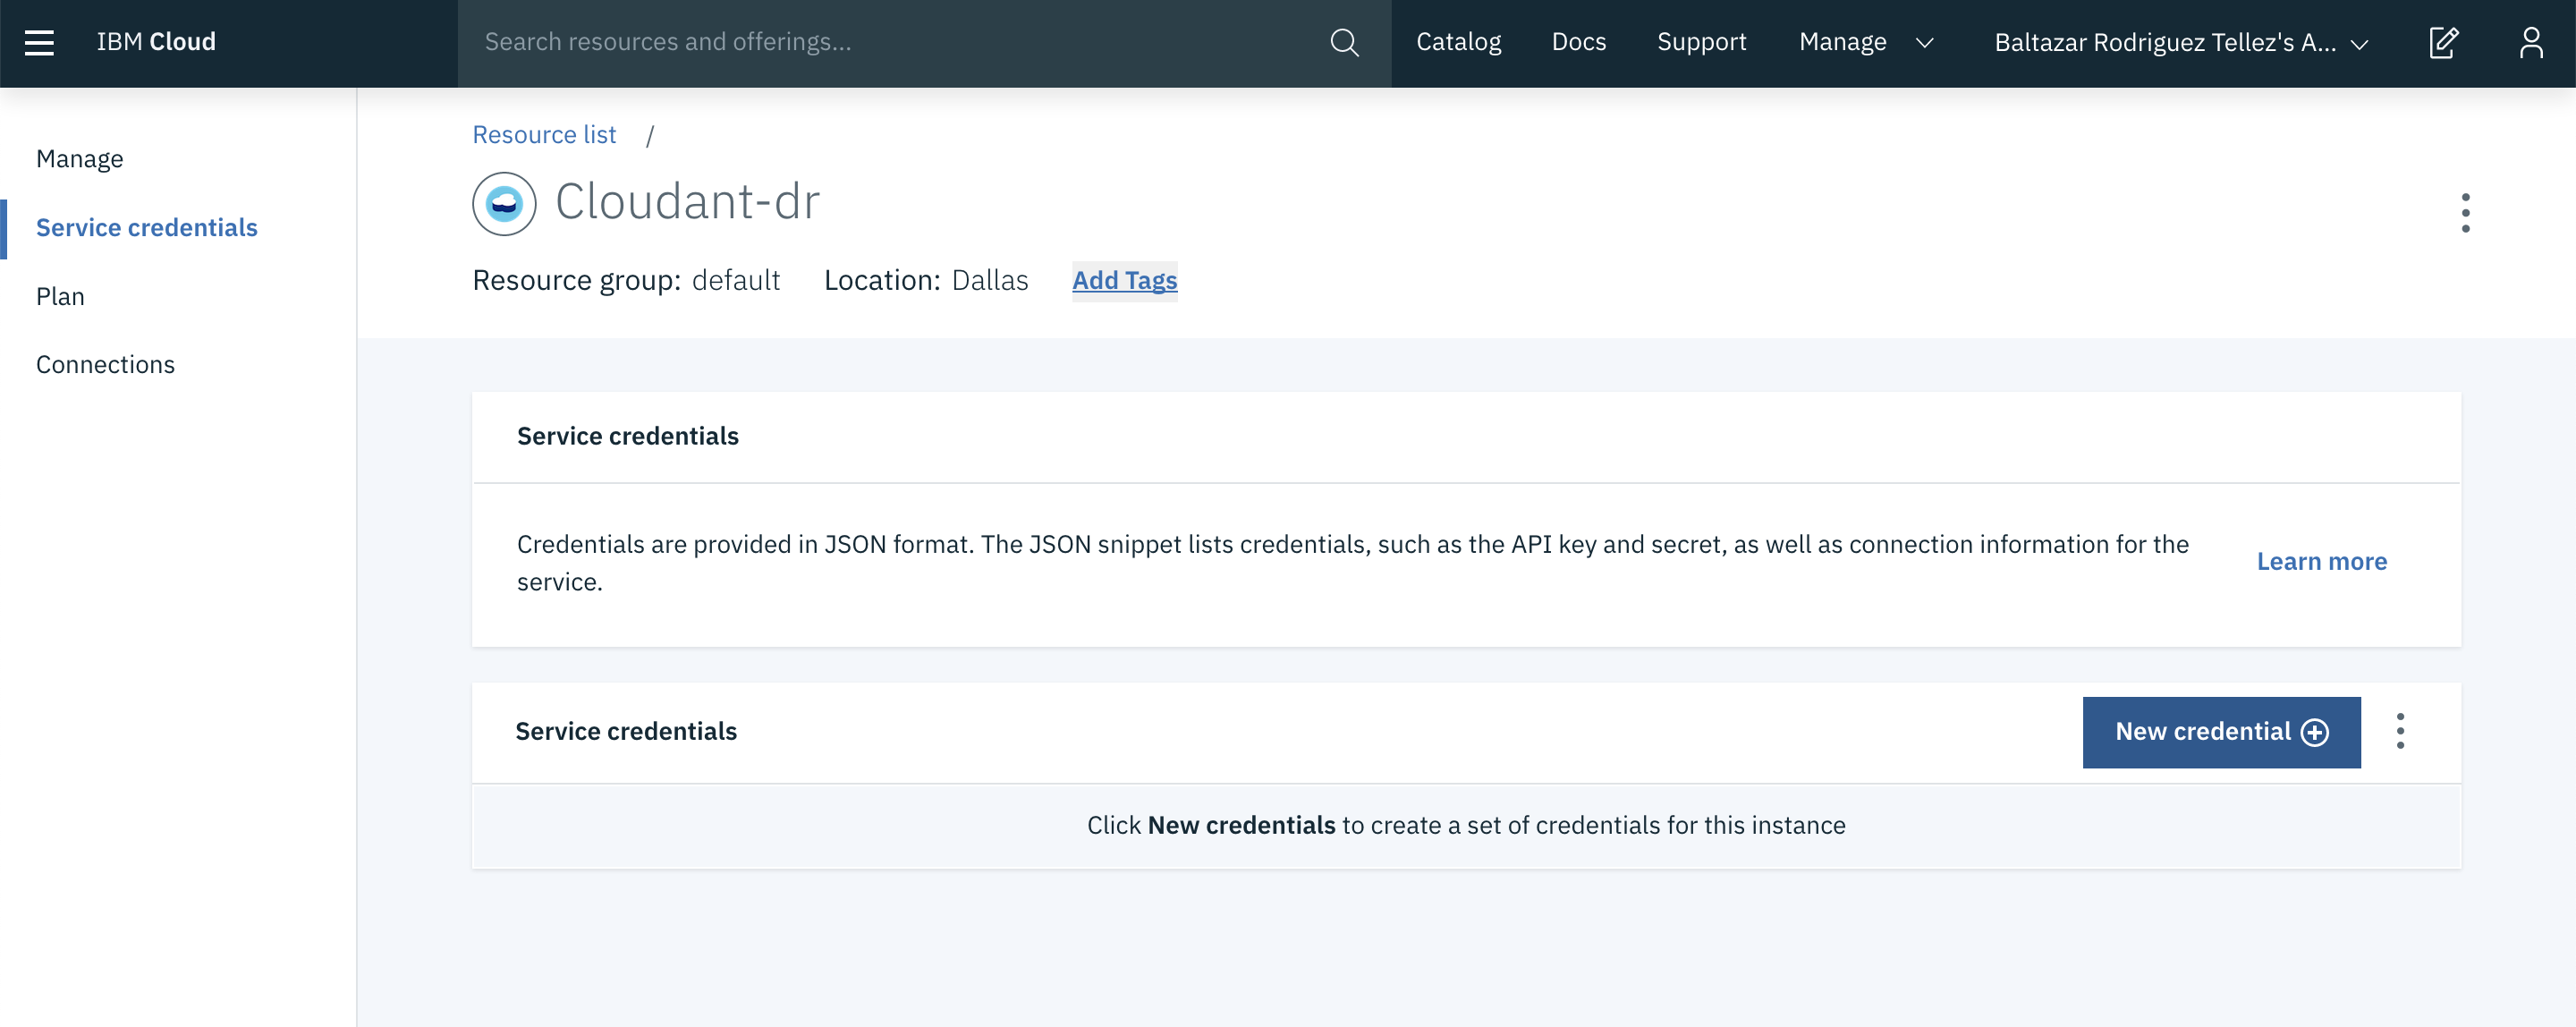 IBM Cloud
Search resources and offerings...
Catalog
Docs
Support
Manage
Baltazar Rodriguez Tellez's A...
Manage
Service credentials
Plan
Connections
Resource list /
Cloudant-dr
Resource group: default Location: Dallas Add Tags
Service credentials
Credentials are provided in JSON format. The JSON snippet lists credentials, such as the API key and secret, as well as connection information for the
service.
Learn more
Service credentials
New credential
Click New credentials to create a set of credentials for this instance